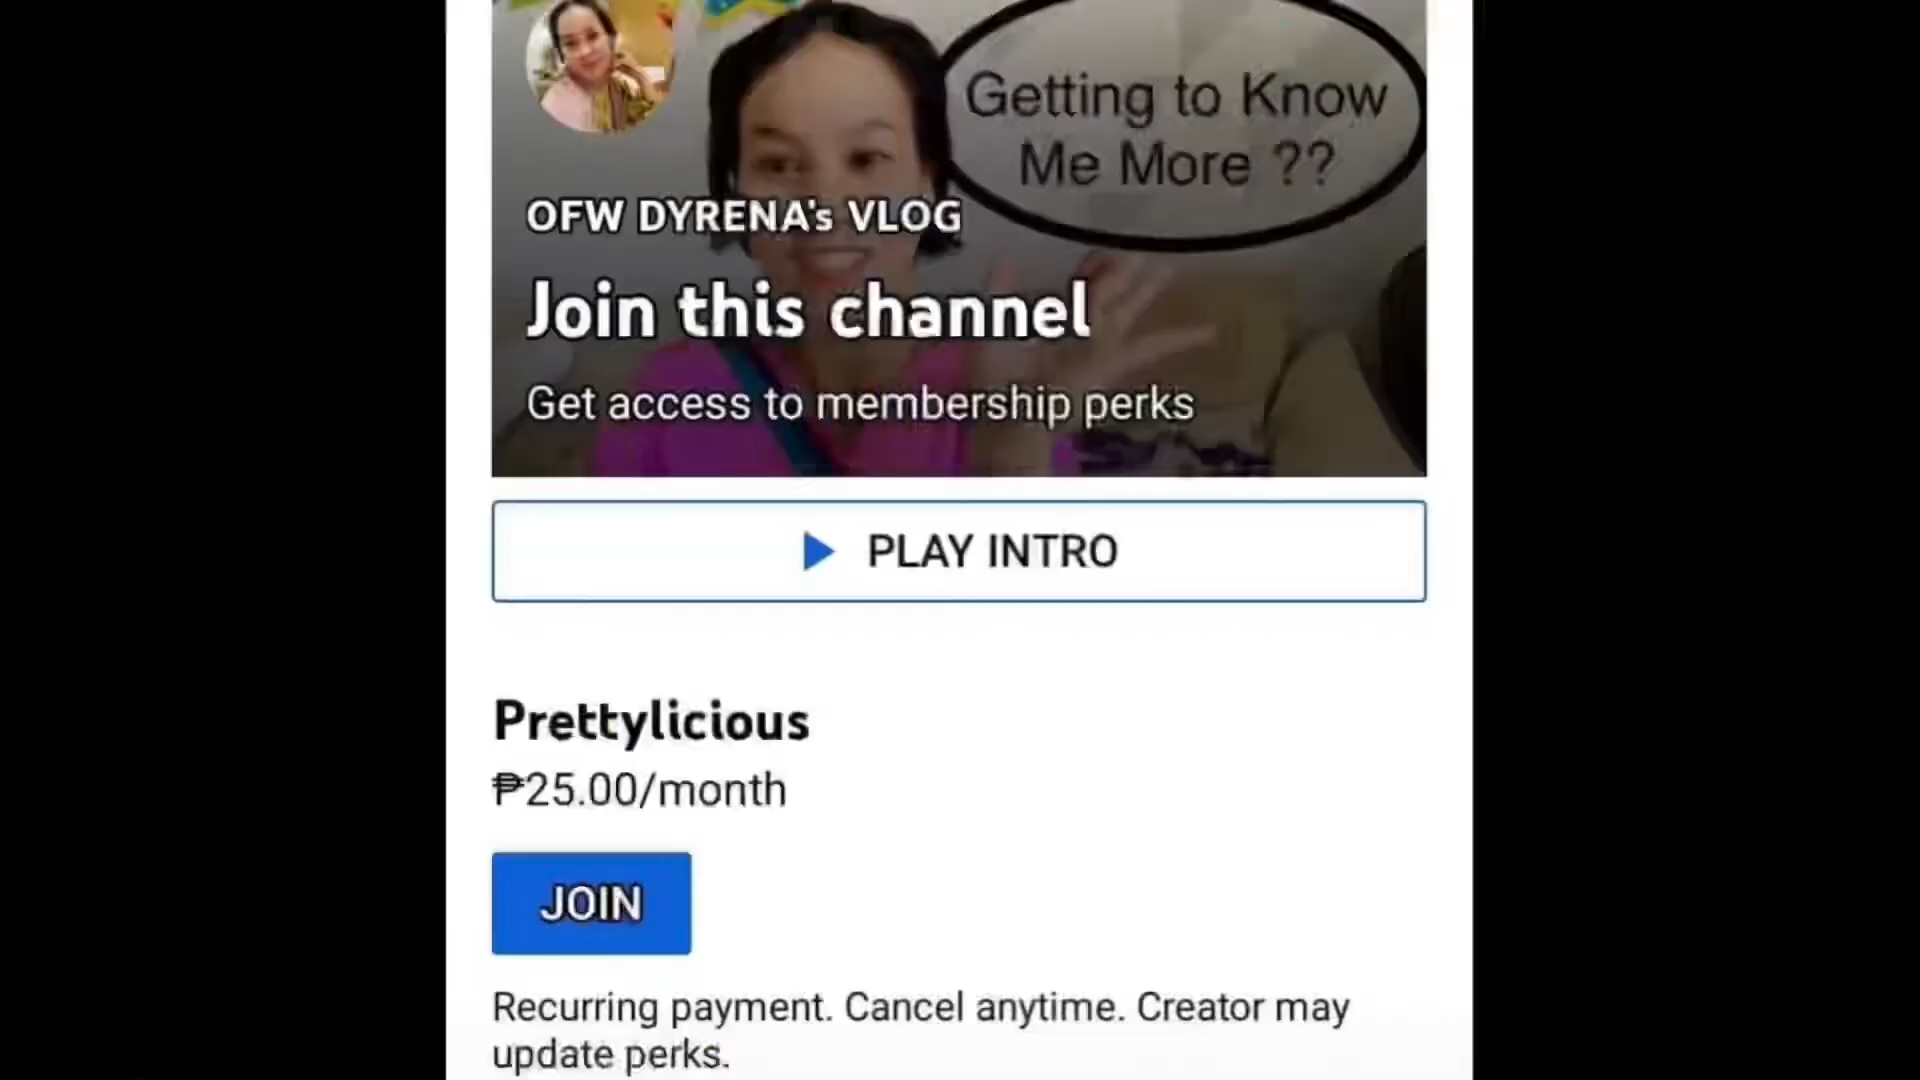 Getting to Know
Me More ??
OFW DYRENA's VLOG
Join this channel
Get access to membership perks
PLAY INTRO
Prettylicious
₱25.00/month
JOIN
Recurring payment. Cancel anytime. Creator may
update perks.